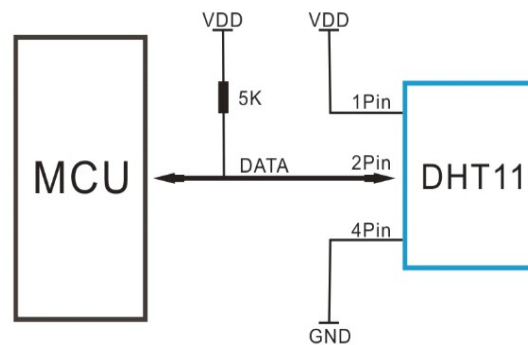 VDD
VDD
5K
1Pin
MCU
DATA
2Pin
DHT11
4Pin
GND